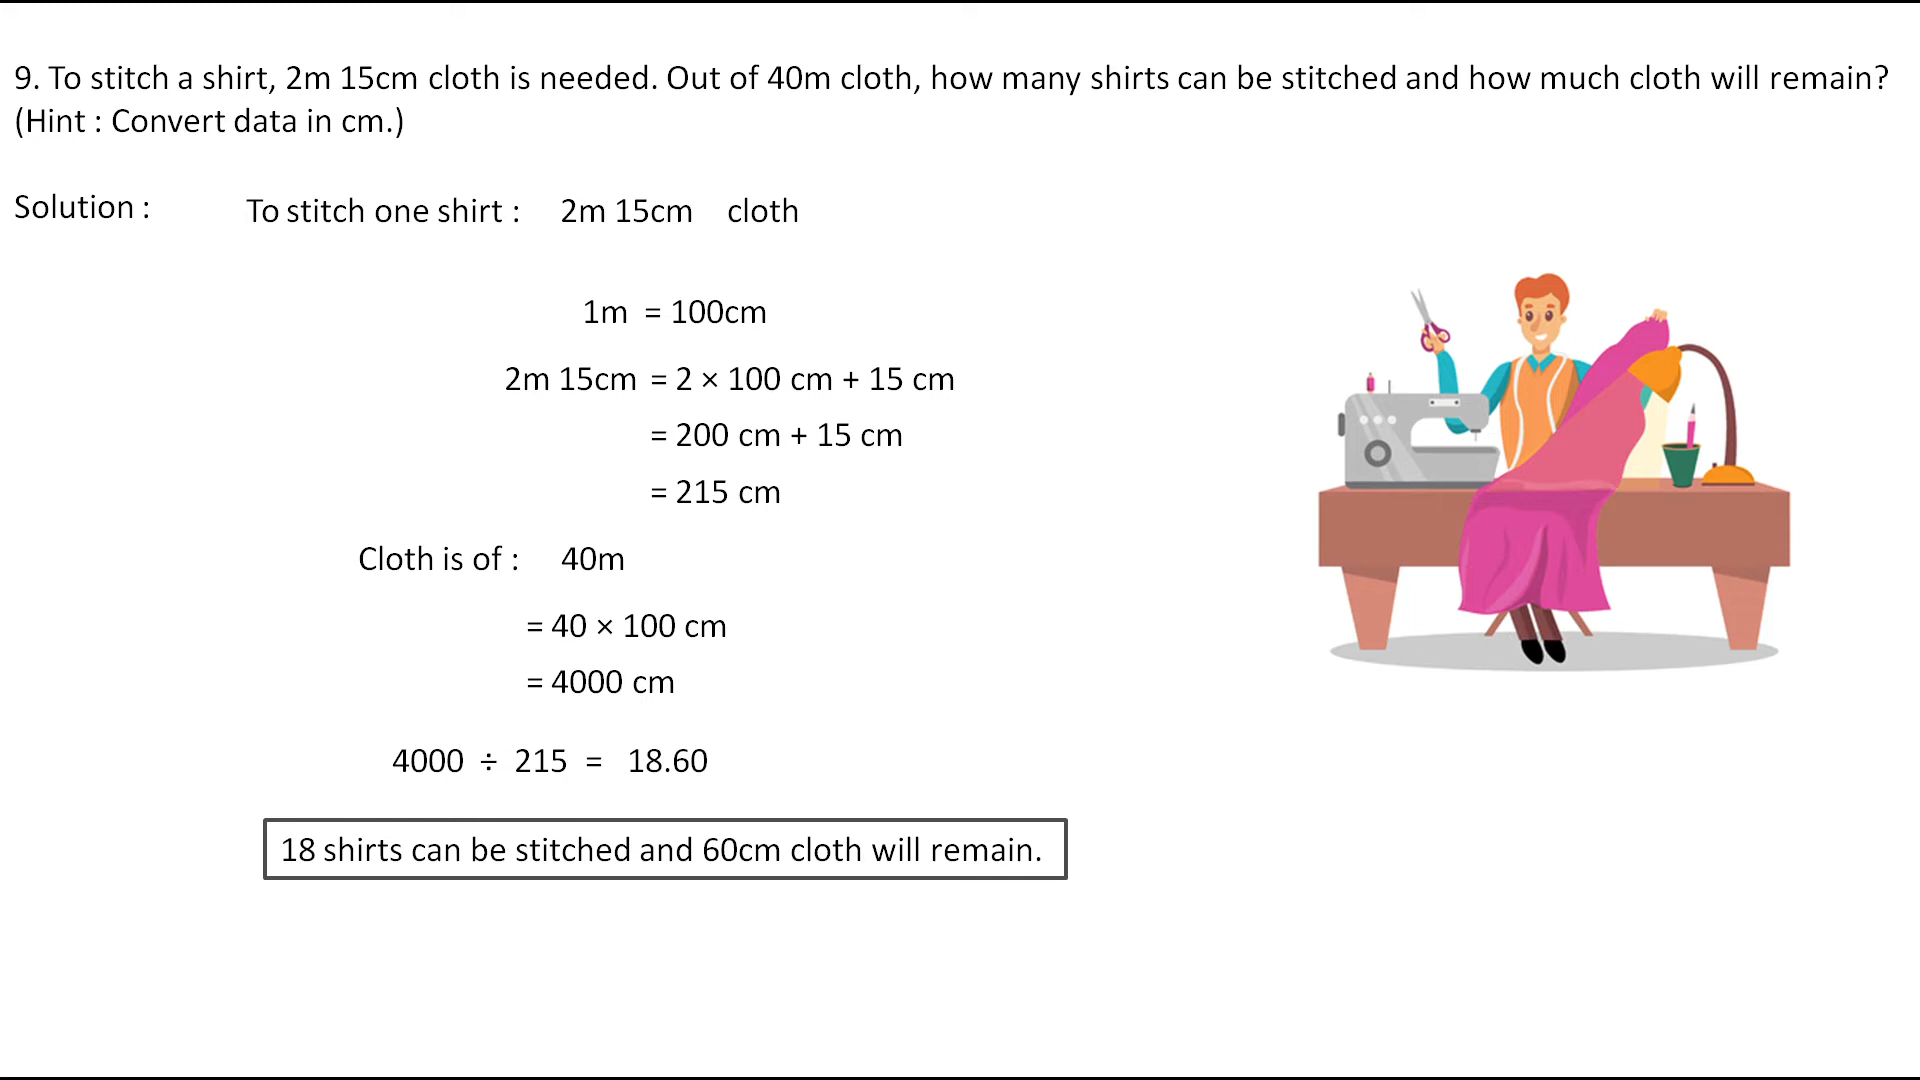 9. To stitch a shirt, 2m 15cm cloth is needed. Out of 40m cloth, how many shirts can be stitched and how much cloth will remain?
(Hint : Convert data in cm.)
Solution : To stitch one shirt : 2m 15cm cloth
1m = 100cm
2m 15cm = 2 × 100 cm + 15 cm
= 200 cm + 15 cm
= 215 cm
Cloth is of : 40m
= 40 × 100 cm
= 4000 cm
4000 ÷ 215 = 18.60
18 shirts can be stitched and 60cm cloth will remain.